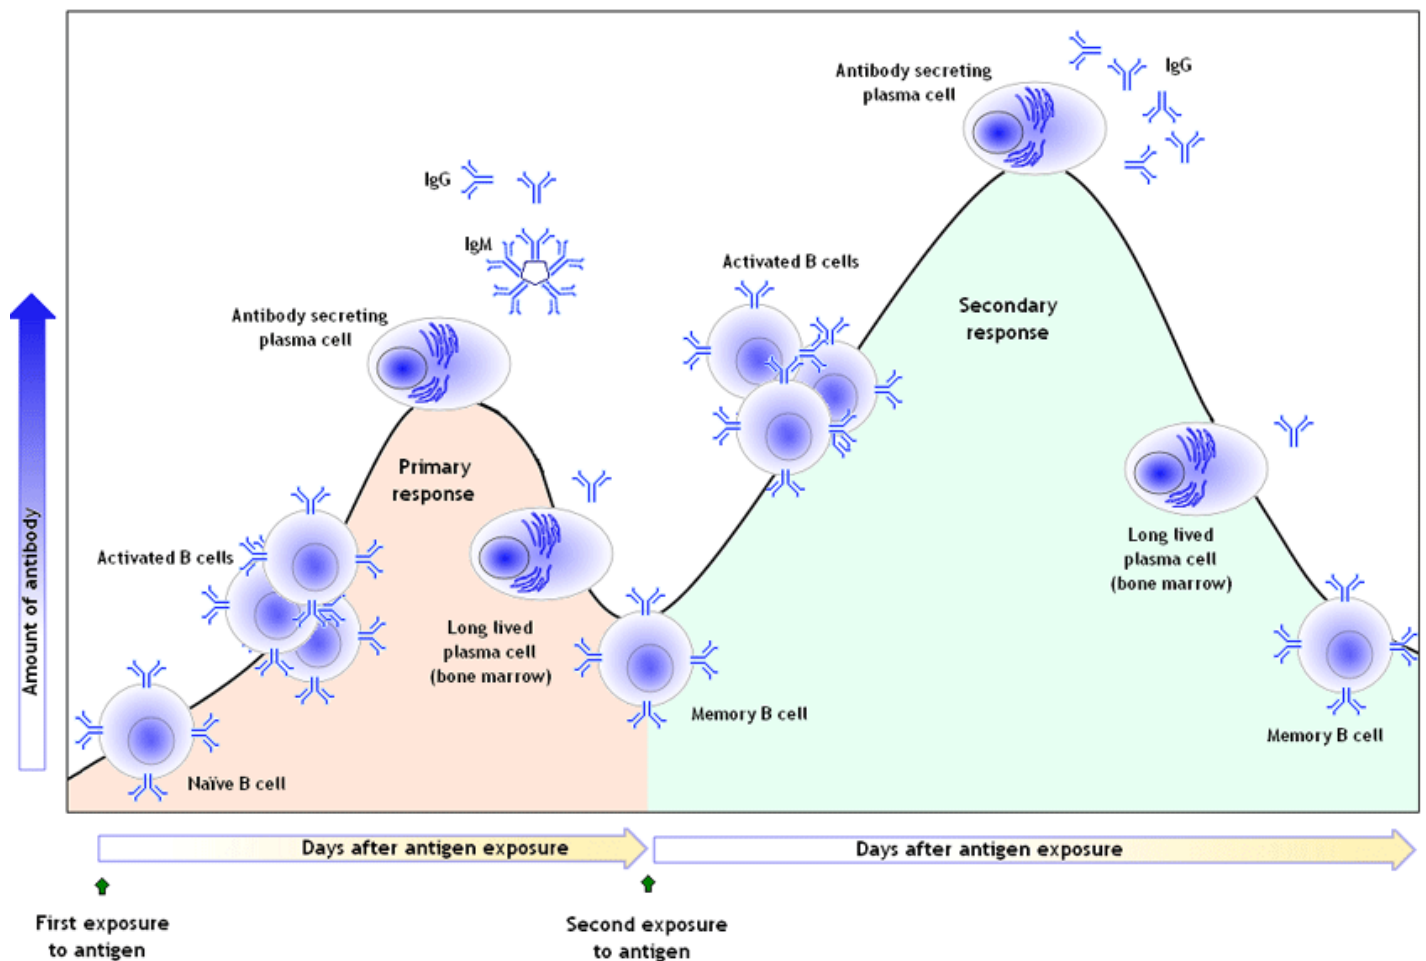 Antibody secreting
plasma cell
IgG
IgG
IgM
Activated B cells
Antibody secreting
plasma cell
Secondary
response
Primary
response
Activated B cells
Long lived
plasma cell
(bone marrow)
Long lived
plasma cell
(bone marrow)
Memory B cell
Memory B cell
Naïve B cell
Amount of antibody
Days after antigen exposure
Days after antigen exposure
First exposure
to antigen
Second exposure
to antigen